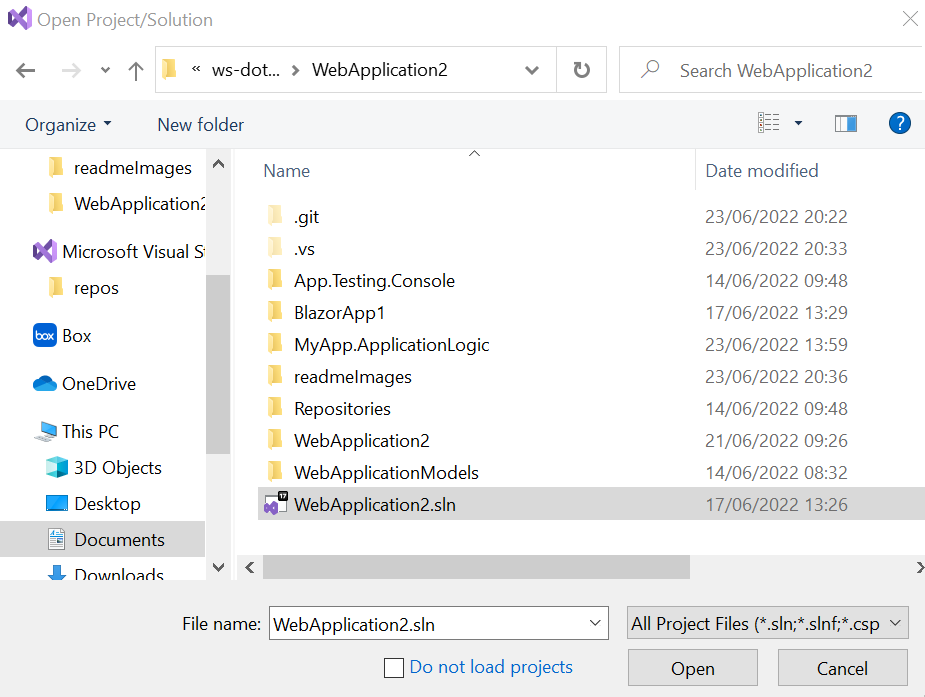 Open Project/Solution
« ws-dot... > WebApplication2
Search WebApplication2
Organize
New folder
?
readmeImages
WebApplication2
Microsoft Visual S
repos
box Box
OneDrive
This PC
3D Objects
Desktop
Documents
Downloads
Name Date modified
.git 23/06/2022 20:22
.vs 23/06/2022 20:33
App.Testing.Console 14/06/2022 09:48
BlazorApp1 17/06/2022 13:29
MyApp.ApplicationLogic 23/06/2022 13:59
readmeImages 23/06/2022 20:36
Repositories 14/06/2022 09:48
WebApplication2 21/06/2022 09:26
WebApplicationModels 14/06/2022 08:32
17 WebApplication2.sln 17/06/2022 13:26
File name: WebApplication2.sln All Project Files (*.sln;*.slnf;*.csp
Do not load projects
Open Cancel